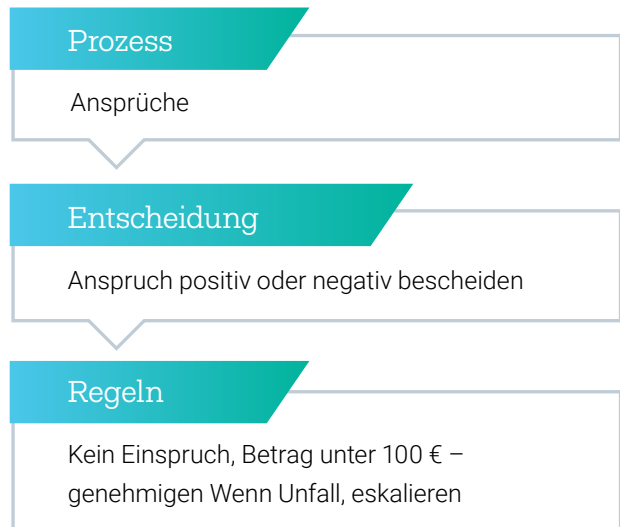 Prozess
Ansprüche
Entscheidung
Anspruch positiv oder negativ bescheiden
Regeln
Kein Einspruch, Betrag unter 100 € –
genehmigen Wenn Unfall, eskalieren